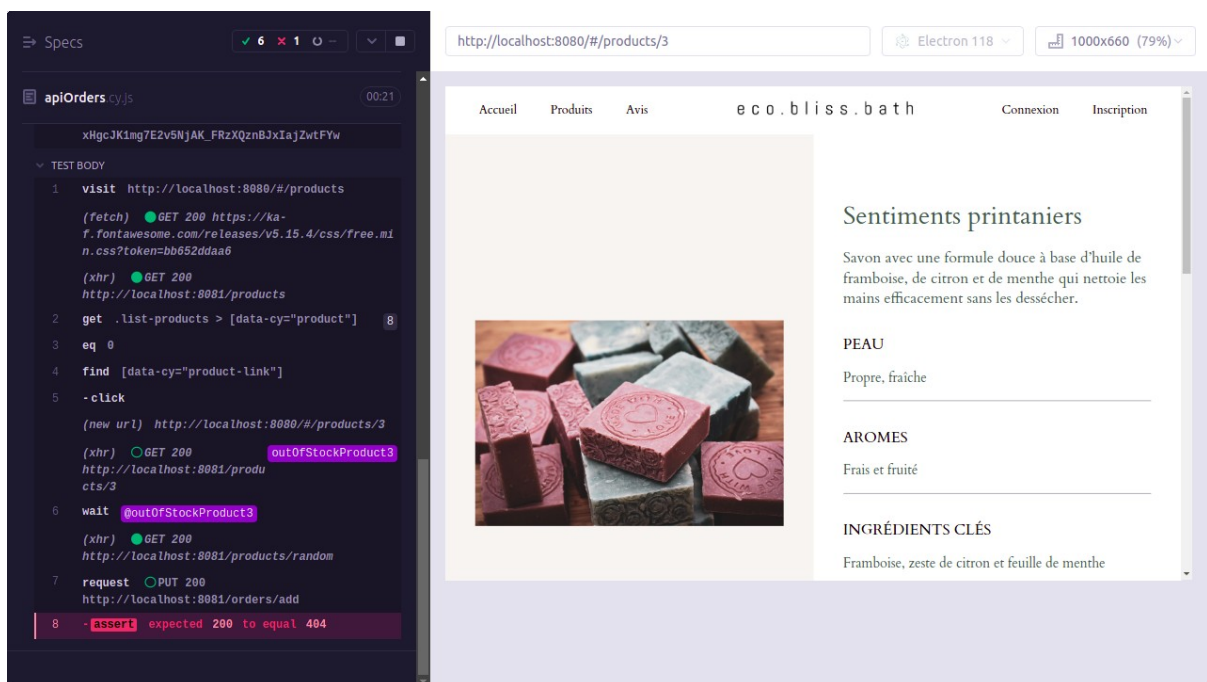 Specs
6 1 --
apiOrders.cy.js 00:21
xHgcJK1mg7E2v5NjAK_FRzXQznBJxIajZwtFYw
TEST BODY
1 visit http://localhost:8080/#/products
(fetch) GET 200 https://ka-
f.fontawesome.com/releases/v5.15.4/css/free.mi
n.css?token=bb652ddaa6
(xhr) GET 200
http://localhost:8081/products
2 get .list-products > [data-cy="product"] 8
3 eq 0
4 find [data-cy="product-link"]
5 -click
(new url) http://localhost:8080/#/products/3
(xhr) GET 200 outOfStockProduct3
http://localhost:8081/produ
cts/3
6 wait @outOfStockProduct3
(xhr) GET 200
http://localhost:8081/products/random
7 request PUT 200
http://localhost:8081/orders/add
8 -assert expected 200 to equal 404
http://localhost:8080/#/products/3
Electron 118
1000x660 (79%)
Accueil Produits Avis eco.bliss.bath Connexion Inscription
Sentiments printaniers
Savon avec une formule douce à base d'huile de
framboise, de citron et de menthe qui nettoie les
mains efficacement sans les dessécher.
PEAU
Propre, fraîche
AROMES
Frais et fruité
INGRÉDIENTS CLÉS
Framboise, zeste de citron et feuille de menthe